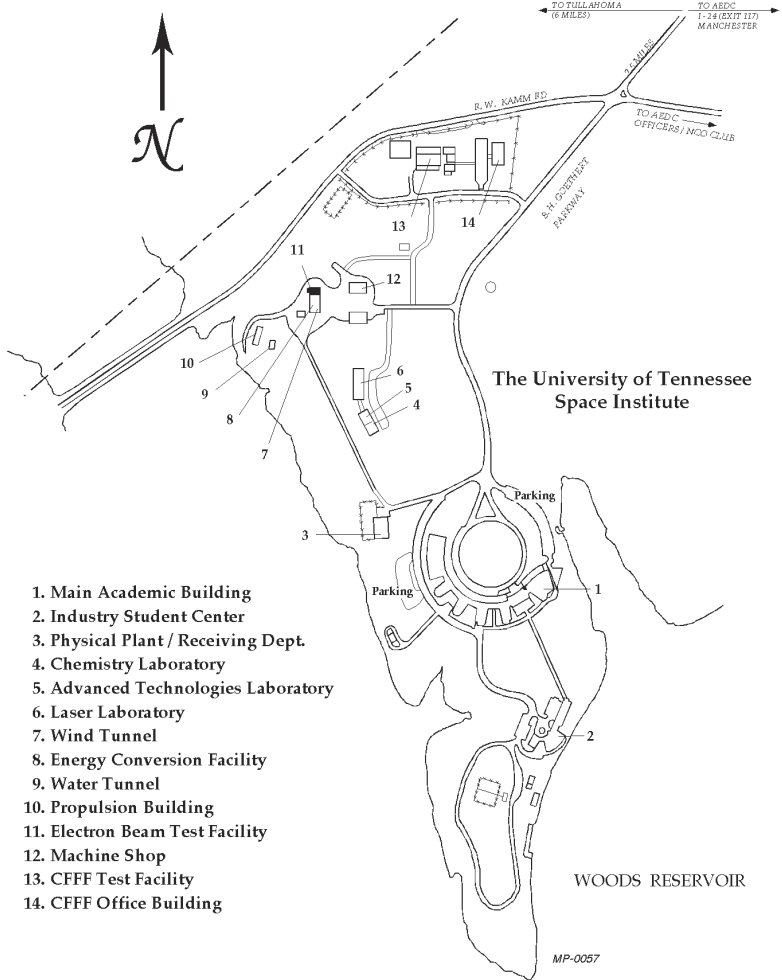 TO TULLAHOMA
(6 MILES)
TO AEDC
I-24 (EXIT 117)
MANCHESTER
2.5 MILES
R. W. KAMM RD
TO AEDC
OFFICERS / NCO CLUB
B. H. GOETHERT
PARKWAY
N
13
14
11
12
10
9
8
7
6
5
4
The University of Tennessee
Space Institute
Parking
3
Parking
1
2
1. Main Academic Building
2. Industry Student Center
3. Physical Plant / Receiving Dept.
4. Chemistry Laboratory
5. Advanced Technologies Laboratory
6. Laser Laboratory
7. Wind Tunnel
8. Energy Conversion Facility
9. Water Tunnel
10. Propulsion Building
11. Electron Beam Test Facility
12. Machine Shop
13. CFFF Test Facility
14. CFFF Office Building
WOODS RESERVOIR
MP-0057